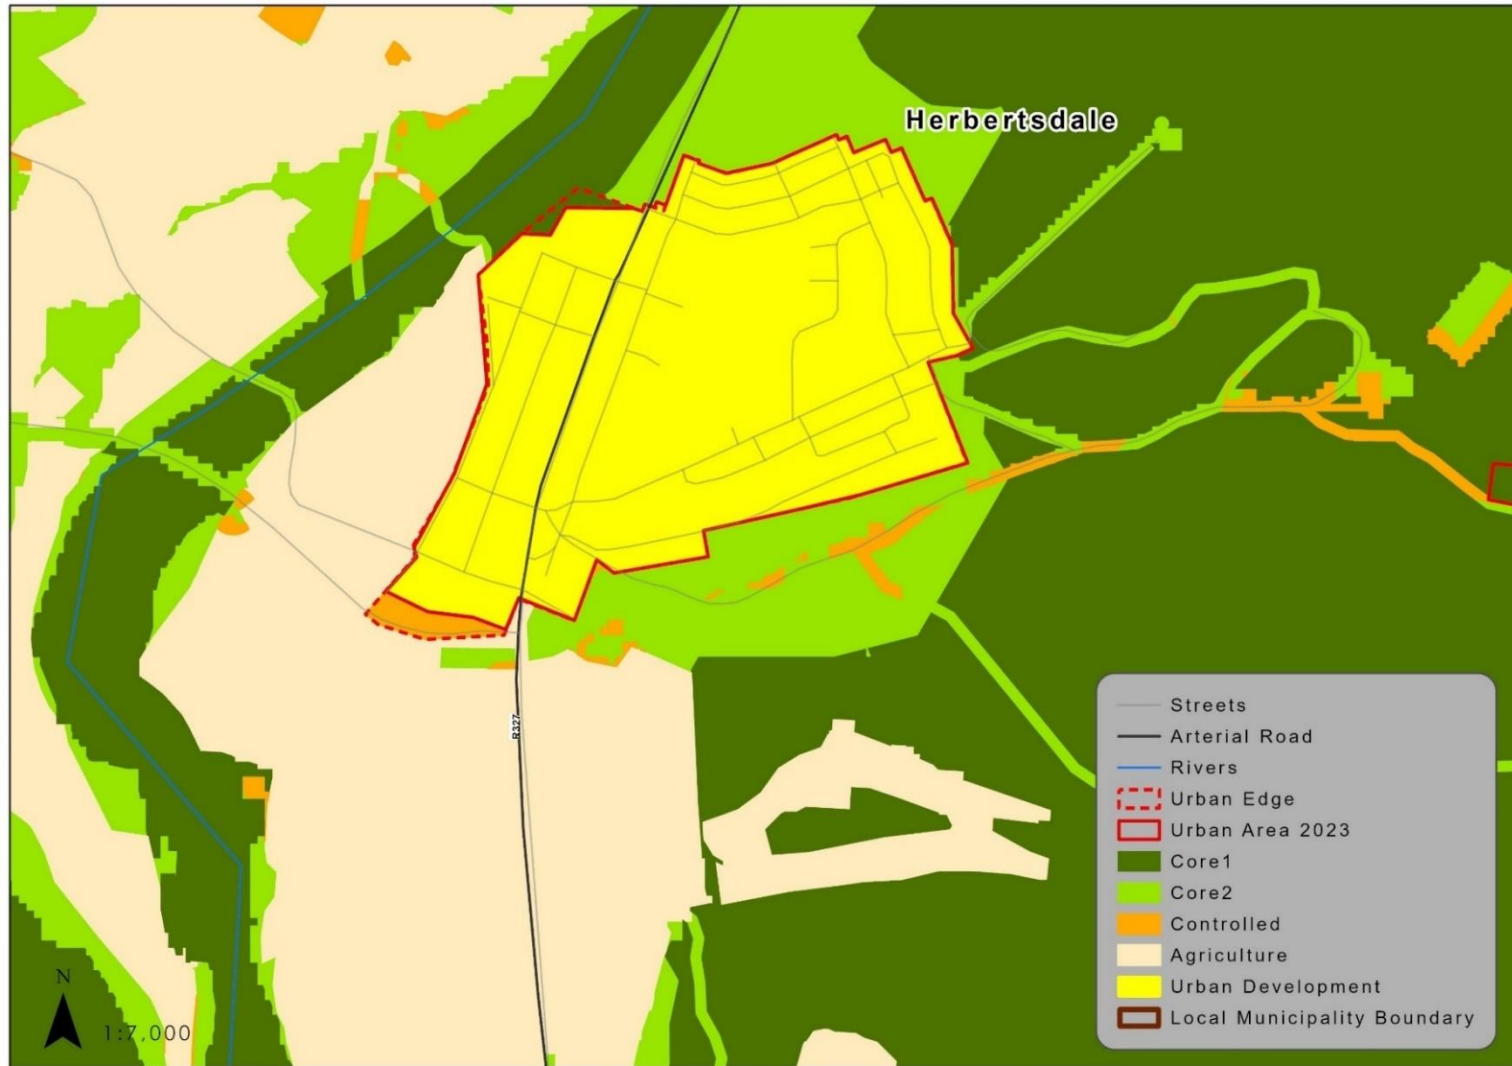 Herbertsdale
R327
Streets
Arterial Road
Rivers
Urban Edge
Urban Area 2023
Core1
Core2
Controlled
Agriculture
Urban Development
Local Municipality Boundary
N
1:7,000